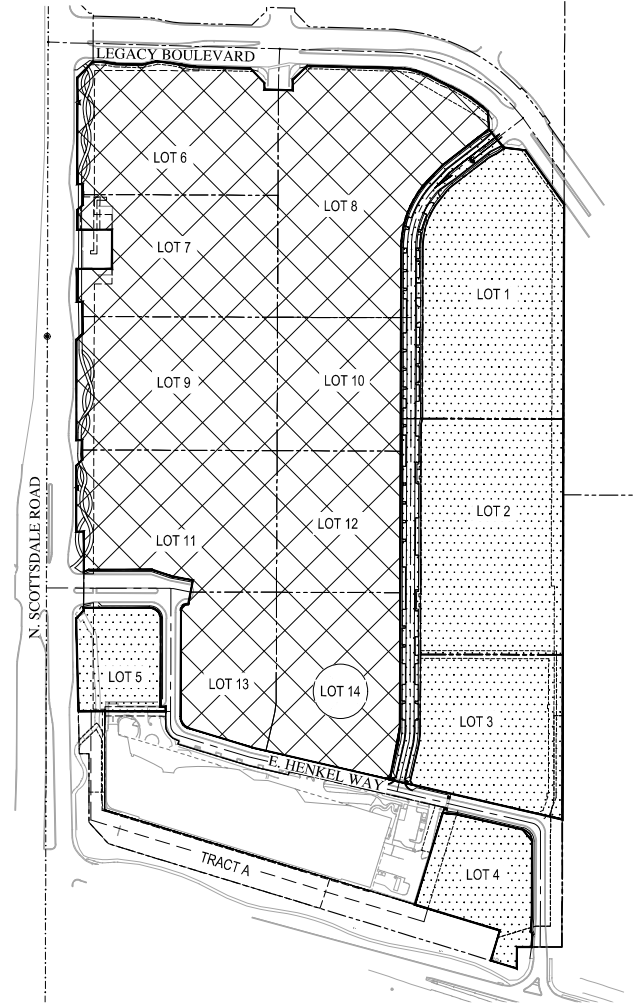 LEGACY BOULEVARD
LOT 6
LOT 8
LOT 7
LOT 1
LOT 9
LOT 10
LOT 2
LOT 12
LOT 11
N. SCOTTSDALE ROAD
LOT 5
LOT 13
LOT 14
LOT 3
E. HENKEL WAY
TRACT A
LOT 4